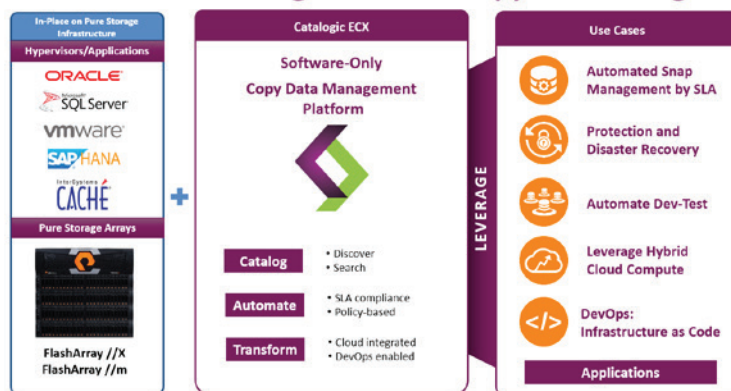 In-Place on Pure Storage
Infrastructure
Hypervisors/Applications
ORACLE
Microsoft
SQL Server
vmware
SAP HANA
InterSystems
CACHÉ
Pure Storage Arrays
FlashArray //X
FlashArray //m
+
Catalogic ECX
Software-Only
Copy Data Management
Platform
Catalog
• Discover
• Search
Automate
• SLA compliance
• Policy-based
Transform
• Cloud integrated
• DevOps enabled
LEVERAGE
Use Cases
Automated Snap
Management by SLA
Protection and
Disaster Recovery
Automate Dev-Test
Leverage Hybrid
Cloud Compute
</>
DevOps:
Infrastructure as Code
Applications